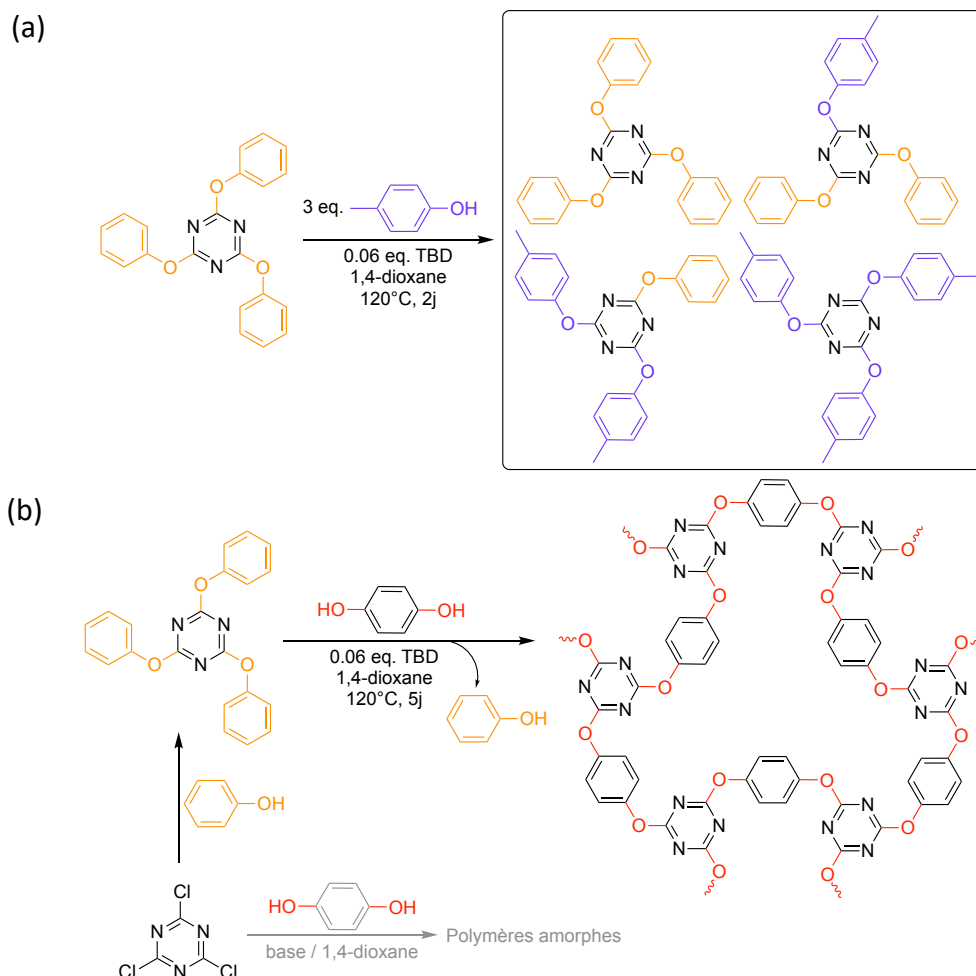 (a)
3 eq.
OH
0.06 eq. TBD
1,4-dioxane
120°C, 2j
O
N
N
O
N
O
O
N
N
N
O
O
O
N
N
N
O
O
O
N
N
O
N
O
O
O
N
N
O
N
O
(b)
O
N
N
O
N
O
HO
OH
0.06 eq. TBD
1,4-dioxane
120°C, 5j
OH
OH
Cl
N
N
Cl
N
Cl
HO
OH
base / 1,4-dioxane
Polymères amorphes
O
O
N
N
N
N
O
N
N
O
O
O
O
O
N
N
N
N
N
O
O
N
O
O
O
O
N
N
N
N
O
N
N
O
O
O